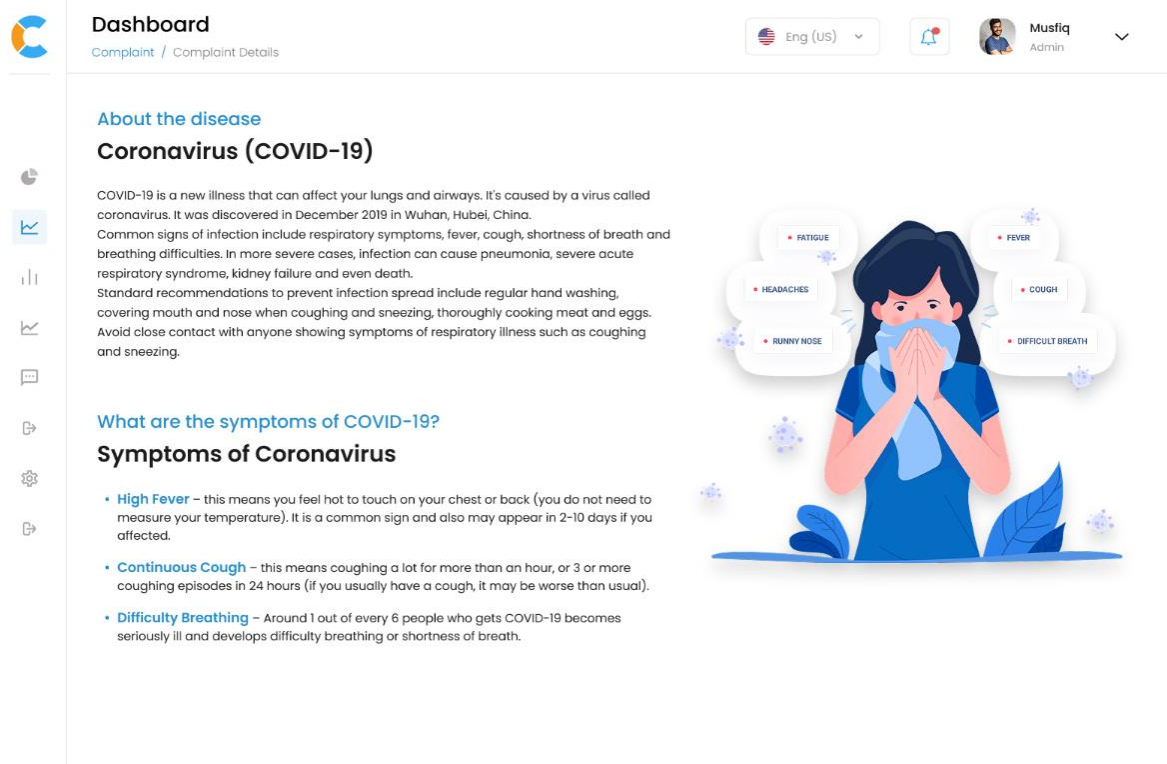 Dashboard
Complaint / Complaint Details
Eng (US)
Musfiq
Admin
About the disease
Coronavirus (COVID-19)
COVID-19 is a new illness that can affect your lungs and airways. It's caused by a virus called
coronavirus. It was discovered in December 2019 in Wuhan, Hubei, China.
Common signs of infection include respiratory symptoms, fever, cough, shortness of breath and
breathing difficulties. In more severe cases, infection can cause pneumonia, severe acute
respiratory syndrome, kidney failure and even death.
Standard recommendations to prevent infection spread include regular hand washing,
covering mouth and nose when coughing and sneezing, thoroughly cooking meat and eggs.
Avoid close contact with anyone showing symptoms of respiratory illness such as coughing
and sneezing.
What are the symptoms of COVID-19?
Symptoms of Coronavirus
• High Fever – this means you feel hot to touch on your chest or back (you do not need to
measure your temperature). It is a common sign and also may appear in 2-10 days if you
affected.
• Continuous Cough – this means coughing a lot for more than an hour, or 3 or more
coughing episodes in 24 hours (if you usually have a cough, it may be worse than usual).
• Difficulty Breathing – Around 1 out of every 6 people who gets COVID-19 becomes
seriously ill and develops difficulty breathing or shortness of breath.
FATIGUE
HEADACHES
RUNNY NOSE
FEVER
COUGH
DIFFICULT BREATH